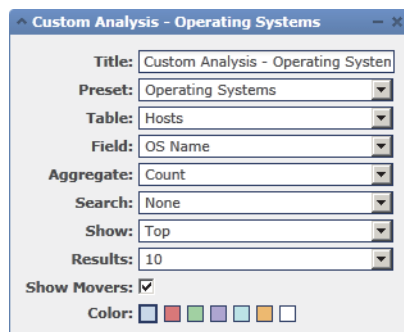 Custom Analysis - Operating Systems
Title: Custom Analysis - Operating System
Preset: Operating Systems
Table: Hosts
Field: OS Name
Aggregate: Count
Search: None
Show: Top
Results: 10
Show Movers:
Color: